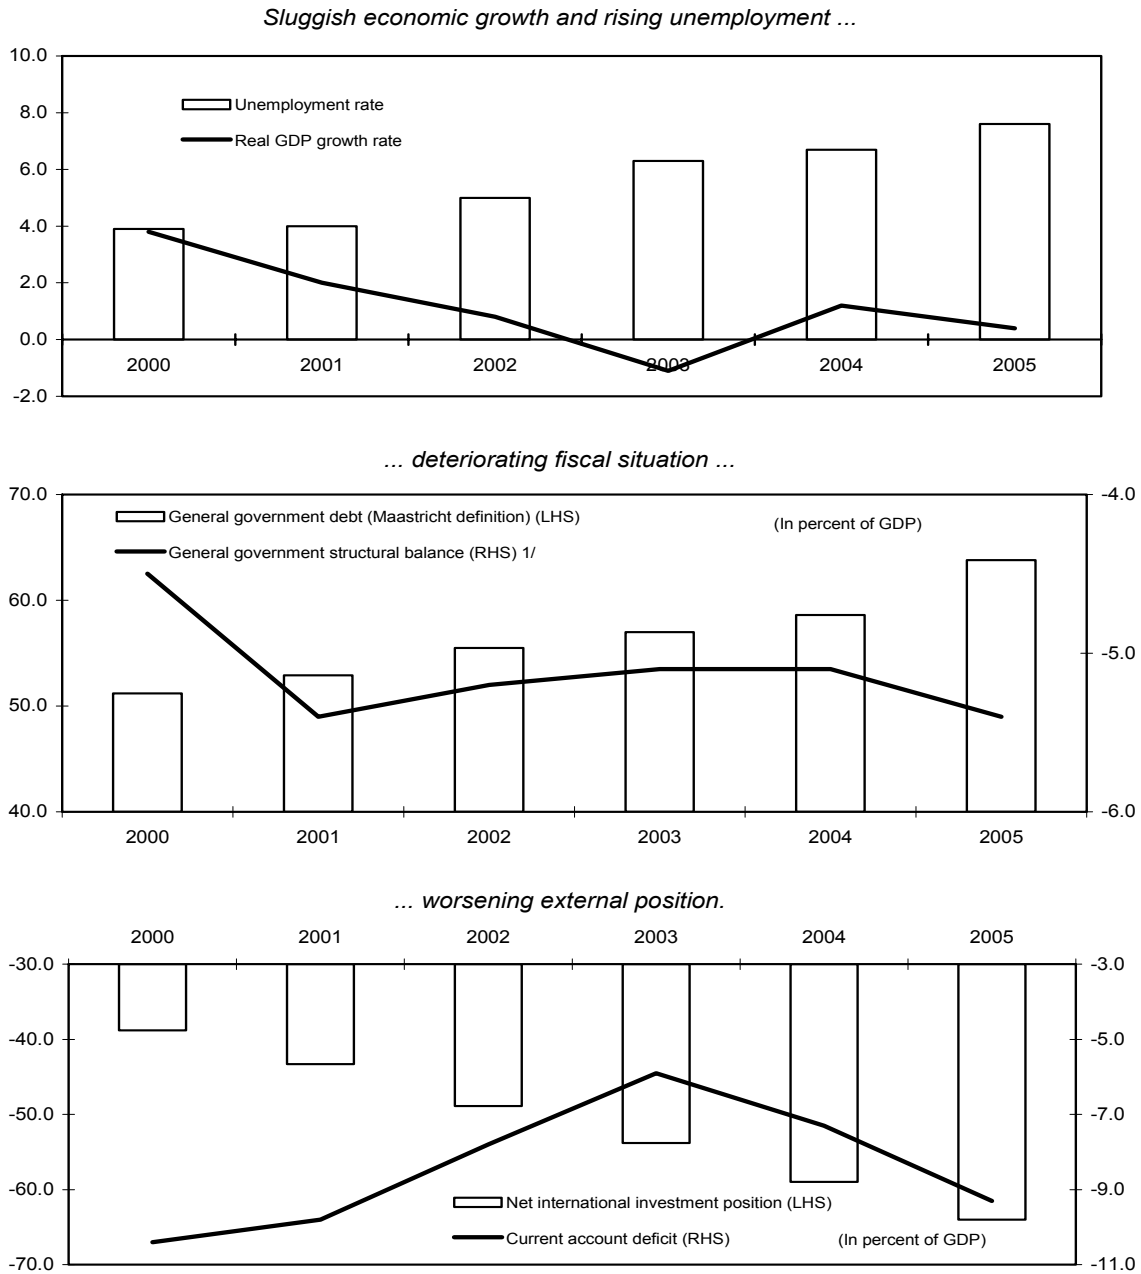 Sluggish economic growth and rising unemployment ...
10.0
8.0
6.0
4.0
2.0
0.0
-2.0
Unemployment rate
Real GDP growth rate
2000 2001 2002 2003 2004 2005
... deteriorating fiscal situation ...
70.0
60.0
50.0
40.0
General government debt (Maastricht definition) (LHS)
(In percent of GDP)
General government structural balance (RHS) 1/
-4.0
-5.0
-6.0
2000 2001 2002 2003 2004 2005
... worsening external position.
2000 2001 2002 2003 2004 2005
-30.0
-40.0
-50.0
-60.0
-70.0
Net international investment position (LHS)
Current account deficit (RHS)
(In percent of GDP)
-3.0
-5.0
-7.0
-9.0
-11.0